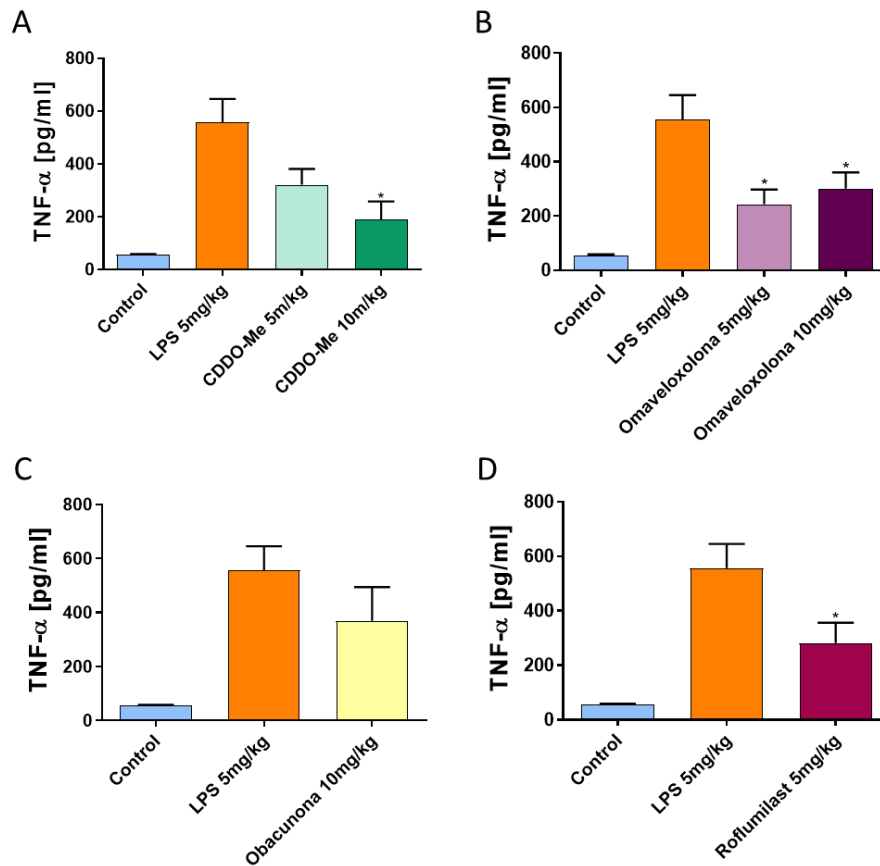 A
TNF-α [pg/ml]
800
600
400
200
0
Control
LPS 5mg/kg
CDDO-Me 5m/kg
CDDO-Me 10m/kg
*
B
TNF-α [pg/ml]
800
600
400
200
0
Control
LPS 5mg/kg
Omaveloxolona 5mg/kg
Omaveloxolona 10mg/kg
*
*
C
TNF-α [pg/ml]
800
600
400
200
0
Control
LPS 5mg/kg
Obacunona 10mg/kg
D
TNF-α [pg/ml]
800
600
400
200
0
Control
LPS 5mg/kg
Roflumilast 5mg/kg
*